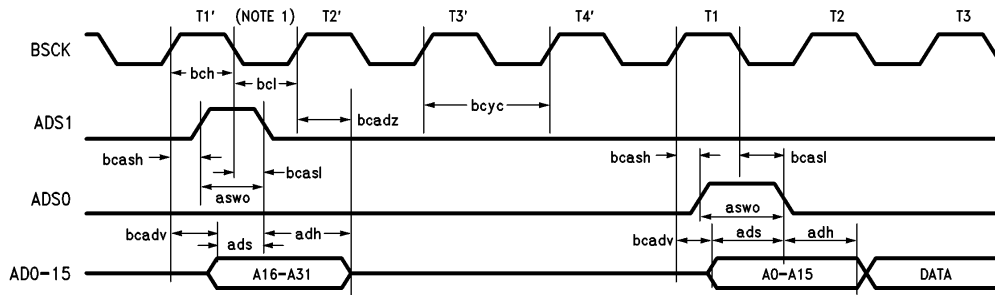 T1' (NOTE 1) T2' T3' T4' T1 T2 T3
BSCK
bch bcl
bcyc
ADS1 bcadz
bcash bcasl bcash bcasl
ADS0 aswo aswo
bcadv ads adh bcadv ads adh
AD0-15 A16-A31 A0-A15 DATA